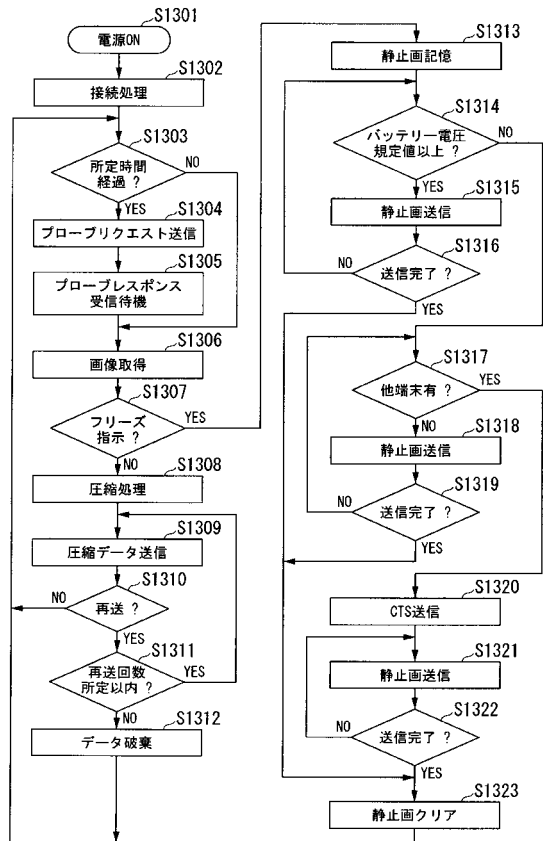 S1301
電源ON
S1302
接続処理
S1303
所定時間
経過?
NO
YES
S1304
プローブリクエスト送信
S1305
プローブレスポンス
受信待機
S1306
画像取得
S1307
フリーズ
指示?
YES
NO
S1308
圧縮処理
S1309
圧縮データ送信
S1310
NO
再送?
YES
S1311
再送回数
所定以内?
YES
NO
S1312
データ破棄
S1313
静止画記憶
S1314
バッテリー電圧
規定値以上?
NO
YES
S1315
静止画送信
S1316
NO
送信完了?
YES
S1317
他端末有?
YES
NO
S1318
静止画送信
S1319
NO
送信完了?
YES
S1320
CTS送信
S1321
静止画送信
S1322
NO
送信完了?
YES
S1323
静止画クリア